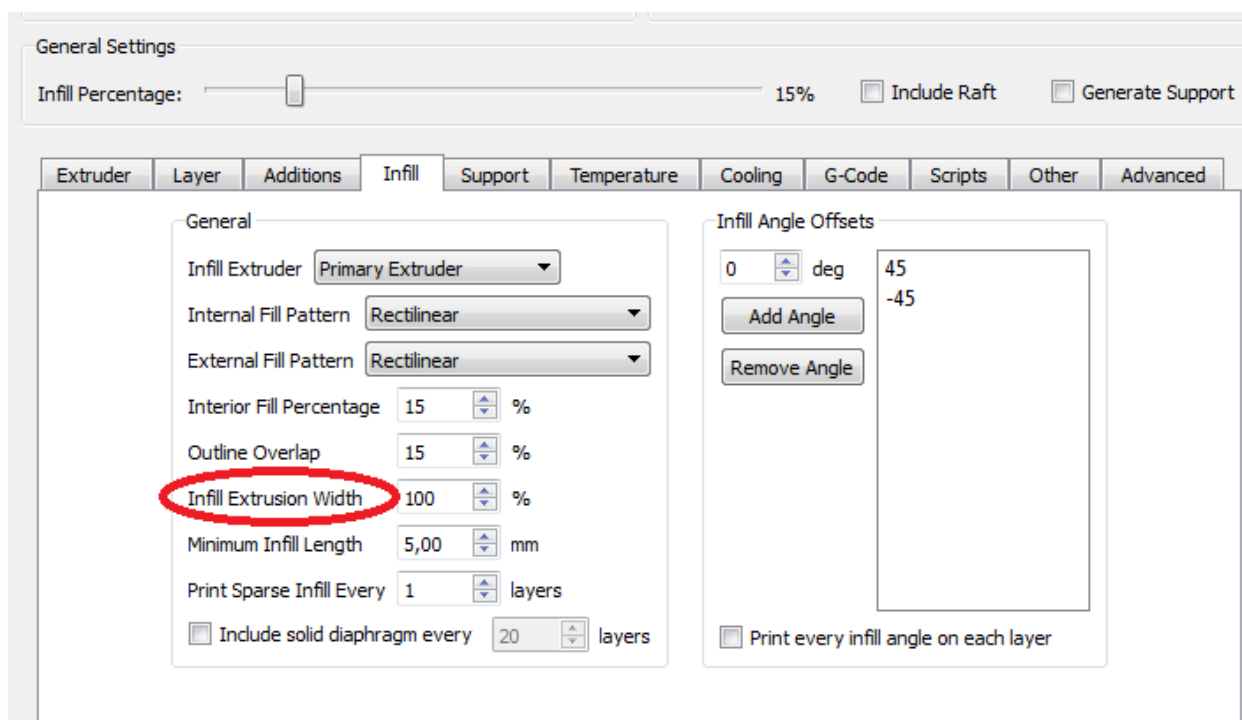 General Settings
Infill Percentage: 15% Include Raft Generate Support
Extruder Layer Additions Infill Support Temperature Cooling G-Code Scripts Other Advanced
General
Infill Extruder Primary Extruder
Internal Fill Pattern Rectilinear
External Fill Pattern Rectilinear
Interior Fill Percentage 15 %
Outline Overlap 15 %
Infill Extrusion Width 100 %
Minimum Infill Length 5,00 mm
Print Sparse Infill Every 1 layers
Include solid diaphragm every 20 layers
Infill Angle Offsets
0 deg 45
-45
Add Angle
Remove Angle
Print every infill angle on each layer